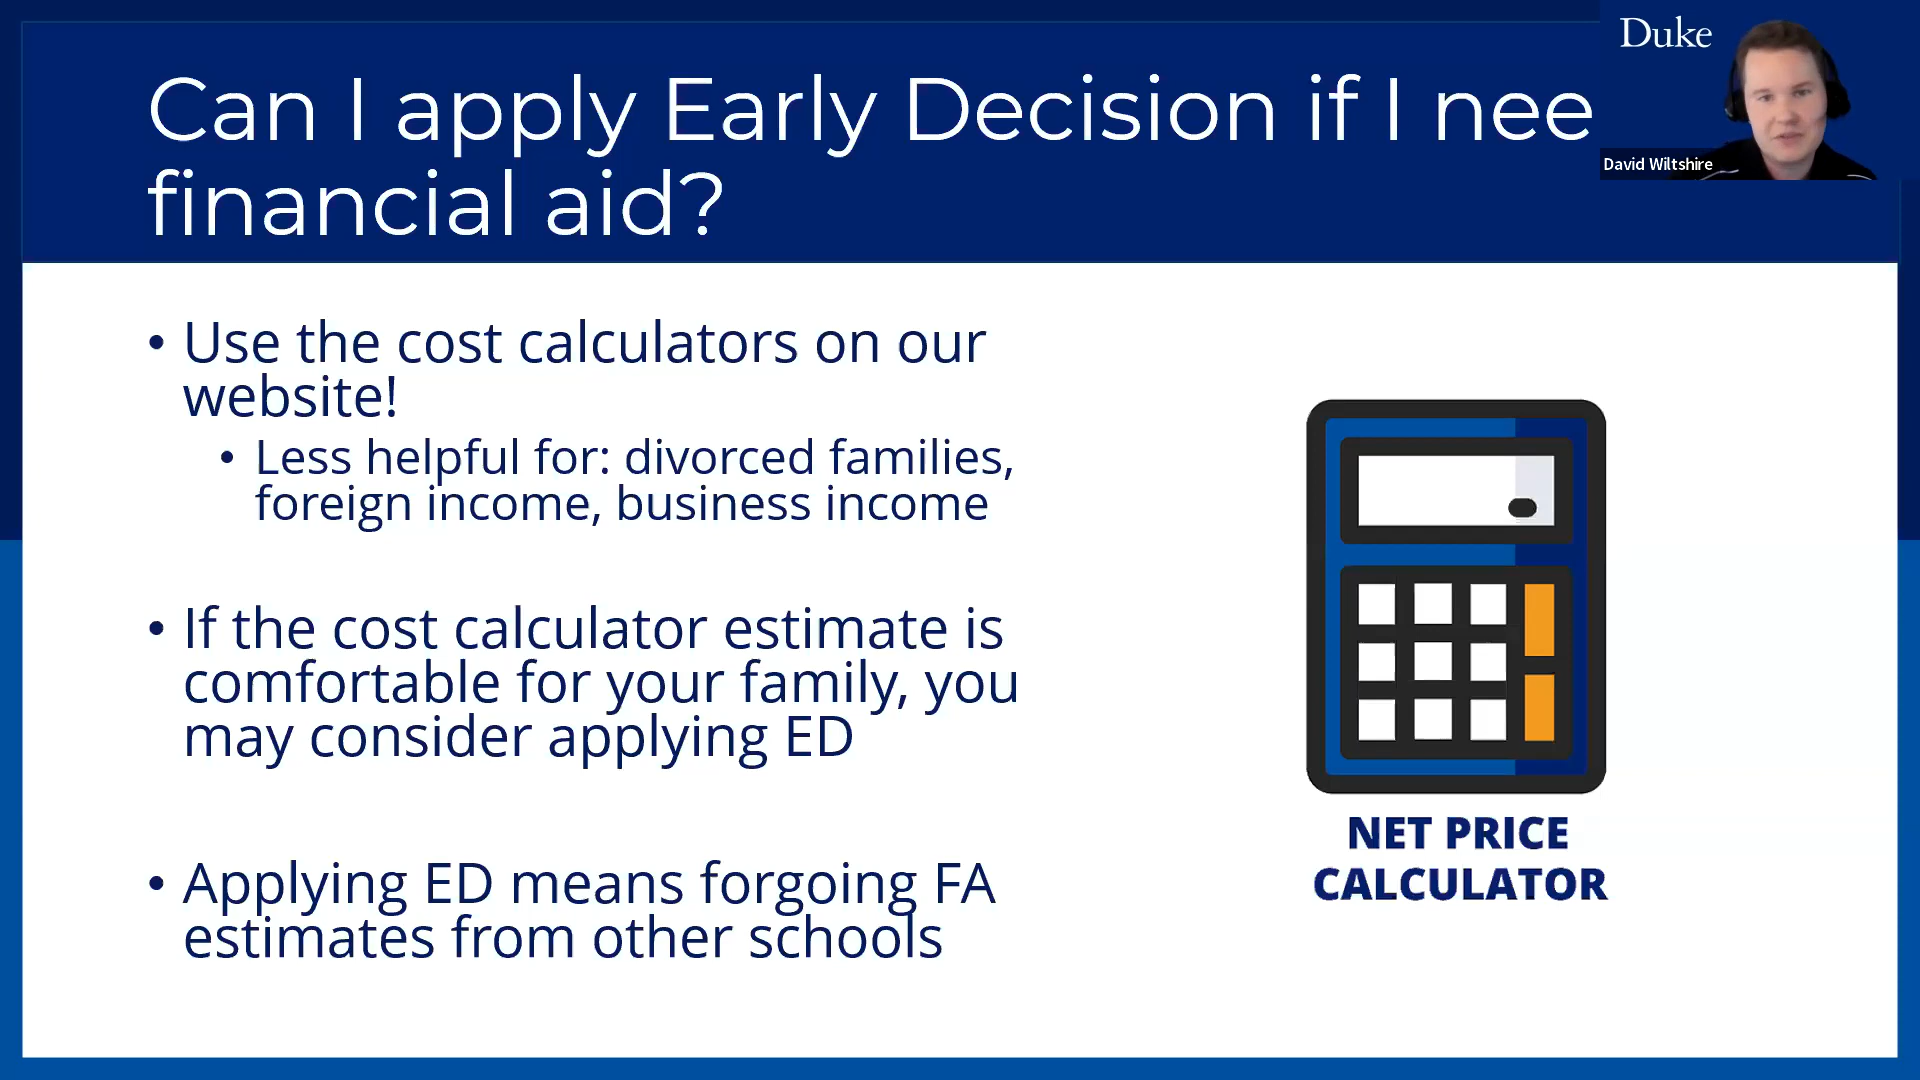 Can I apply Early Decision if I nee
financial aid?
Duke
David Wiltshire
• Use the cost calculators on our
website!
• Less helpful for: divorced families,
foreign income, business income
• If the cost calculator estimate is
comfortable for your family, you
may consider applying ED
• Applying ED means forgoing FA
estimates from other schools
NET PRICE
CALCULATOR